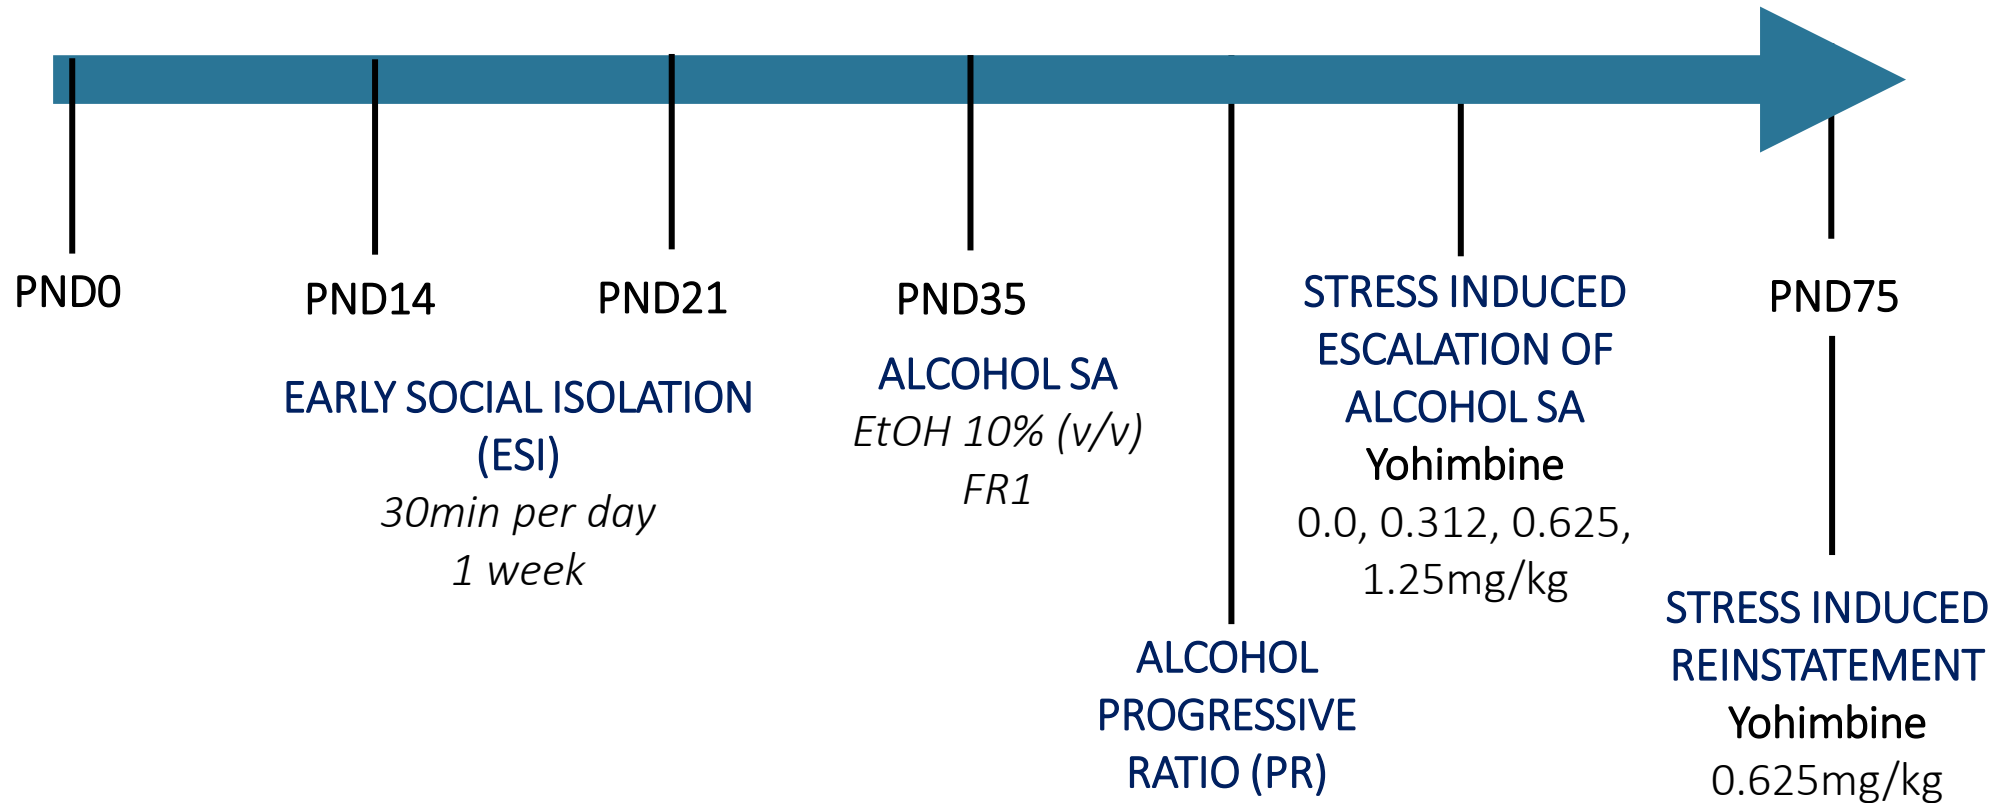 PND0
PND14
PND21
EARLY SOCIAL ISOLATION
(ESI)
30min per day
1 week
PND35
ALCOHOL SA
EtOH 10% (v/v)
FR1
ALCOHOL
PROGRESSIVE
RATIO (PR)
STRESS INDUCED
ESCALATION OF
ALCOHOL SA
Yohimbine
0.0, 0.312, 0.625,
1.25mg/kg
PND75
STRESS INDUCED
REINSTATEMENT
Yohimbine
0.625mg/kg